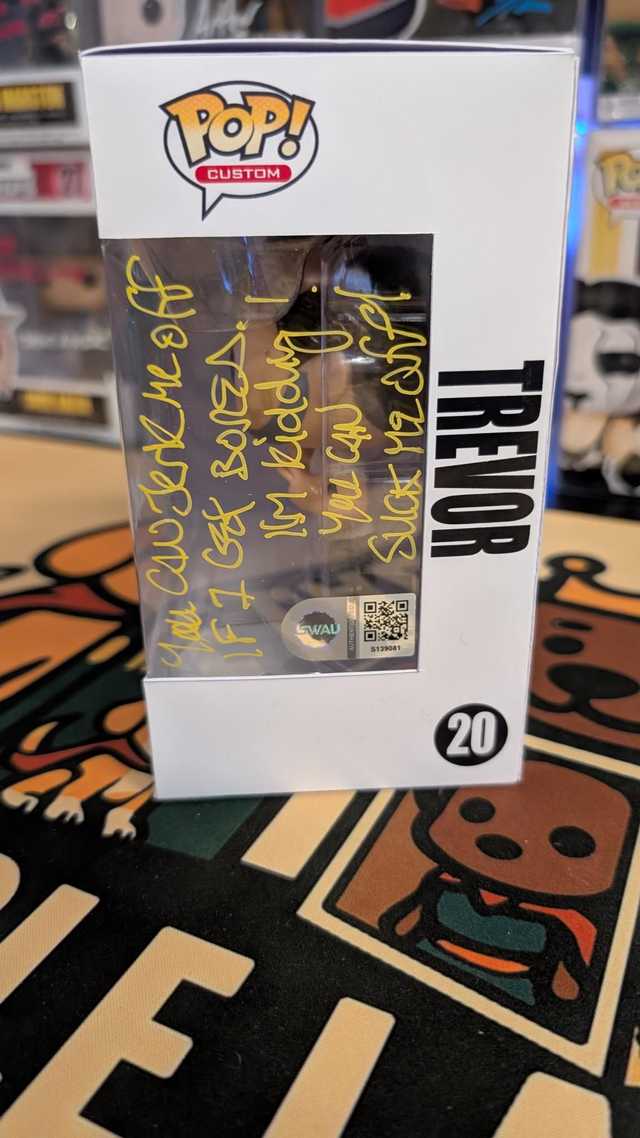 POP!
CUSTOM
You CAN JERK ME OFF
IF I GET BORED..!
I'M kidding!
You CAN
SUCK ME OFF!
TREVOR
SWAU
AUTHENTICATED
S139081
20